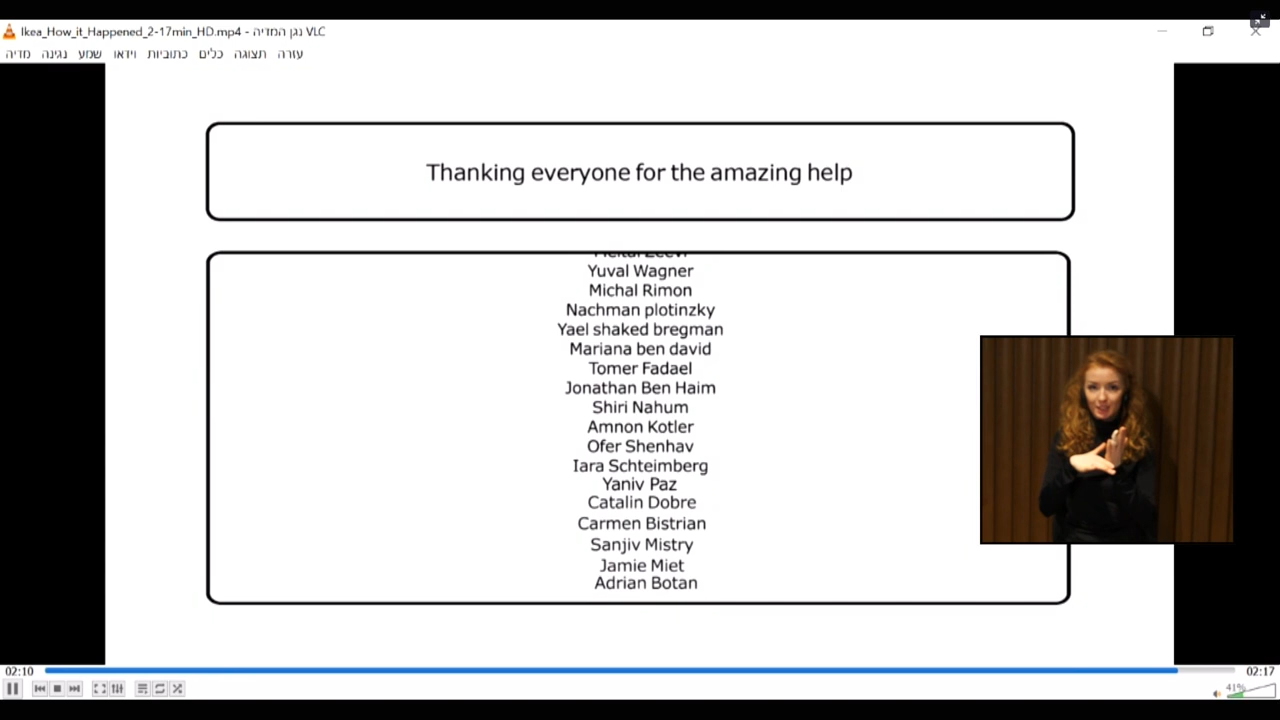 Ikea_How_it_Happened_2-17min_HD.mp4 - נגן המדיה VLC
מדיה נגינה שמע וידאו כתוביות כלים תצוגה עזרה
Thanking everyone for the amazing help
Yuval Wagner
Michal Rimon
Nachman plotinzky
Yael shaked bregman
Mariana ben david
Tomer Fadael
Jonathan Ben Haim
Shiri Nahum
Amnon Kotler
Ofer Shenhav
Iara Schteimberg
Yaniv Paz
Catalin Dobre
Carmen Bistrian
Sanjiv Mistry
Jamie Miet
Adrian Botan
02:10
02:17
41%